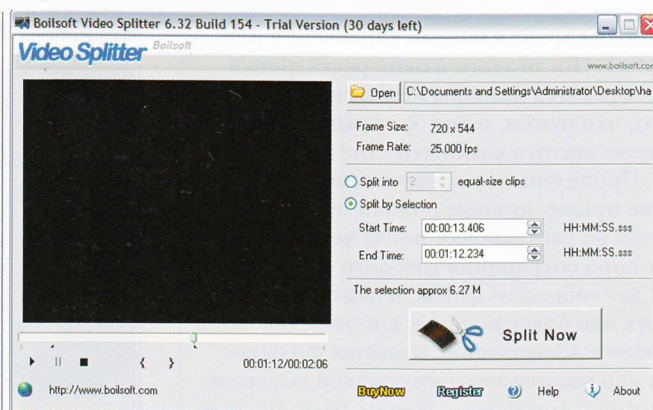 Boilsoft Video Splitter 6.32 Build 154 - Trial Version (30 days left)
Video Splitter Boilsoft
www.boilsoft.com
Open C:\Documents and Settings\Administrator\Desktop\ha
Frame Size: 720 x 544
Frame Rate: 25.000 fps
Split into 2 equal-size clips
Split by Selection
Start Time: 00:00:13.406 HH:MM:SS.sss
End Time: 00:01:12.234 HH:MM:SS.sss
The selection approx 6.27 M
Split Now
{ } 00:01:12/00:02:06
http://www.boilsoft.com
BuyNow Register Help About